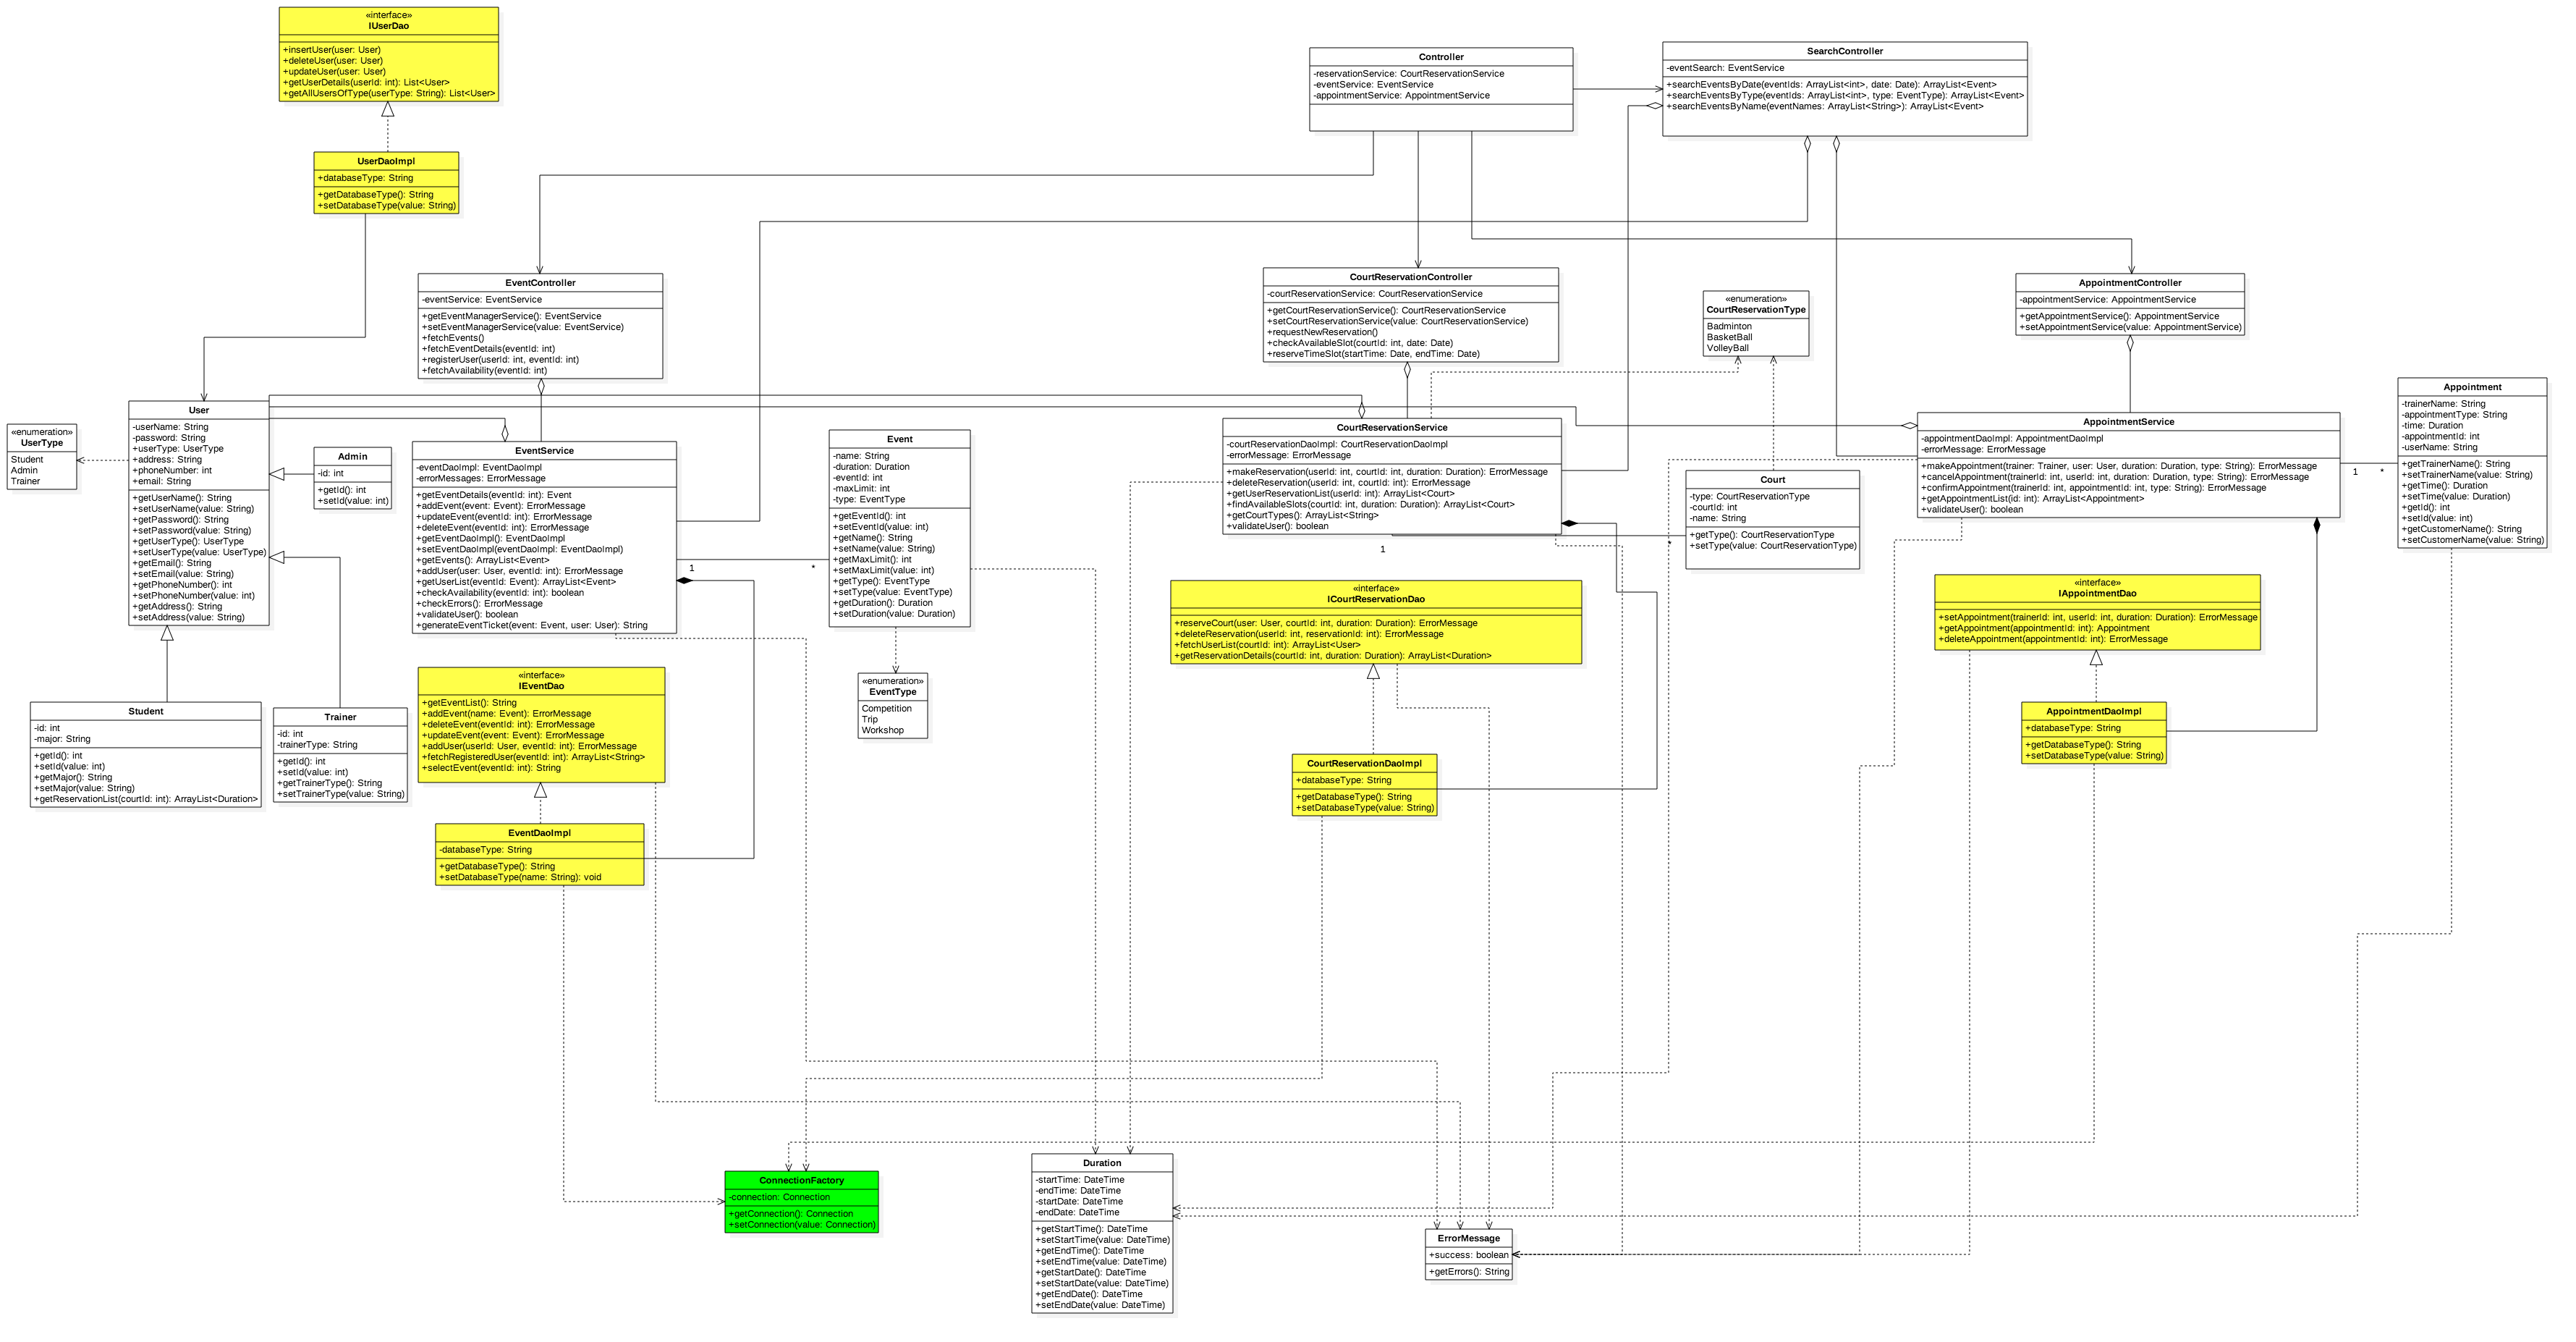 «interface»
IUserDao
+insertUser(user: User)
+deleteUser(user: User)
+updateUser(user: User)
+getUserDetails(userId: int): List<User>
+getAllUsersOfType(userType: String): List<User>
UserDaoImpl
+databaseType: String
+getDatabaseType(): String
+setDatabaseType(value: String)
Controller
-reservationService: CourtReservationService
-eventService: EventService
-appointmentService: AppointmentService
SearchController
-eventSearch: EventService
+searchEventsByDate(eventIds: ArrayList<int>, date: Date): ArrayList<Event>
+searchEventsByType(eventIds: ArrayList<int>, type: EventType): ArrayList<Event>
+searchEventsByName(eventNames: ArrayList<String>): ArrayList<Event>
EventController
-eventService: EventService
+getEventManagerService(): EventService
+setEventManagerService(value: EventService)
+fetchEvents()
+fetchEventDetails(eventId: int)
+registerUser(userId: int, eventId: int)
+fetchAvailability(eventId: int)
CourtReservationController
-courtReservationService: CourtReservationService
+getCourtReservationService(): CourtReservationService
+setCourtReservationService(value: CourtReservationService)
+requestNewReservation()
+checkAvailableSlot(courtId: int, date: Date)
+reserveTimeSlot(startTime: Date, endTime: Date)
«enumeration»
CourtReservationType
Badminton
BasketBall
VolleyBall
AppointmentController
-appointmentService: AppointmentService
+getAppointmentService(): AppointmentService
+setAppointmentService(value: AppointmentService)
«enumeration»
UserType
Student
Admin
Trainer
User
-userName: String
-password: String
+userType: UserType
+address: String
+phoneNumber: int
+email: String
+getUserName(): String
+setUserName(value: String)
+getPassword(): String
+setPassword(value: String)
+getUserType(): UserType
+setUserType(value: UserType)
+getEmail(): String
+setEmail(value: String)
+getPhoneNumber(): int
+setPhoneNumber(value: int)
+getAddress(): String
+setAddress(value: String)
Admin
-id: int
+getId(): int
+setId(value: int)
EventService
-eventDaoImpl: EventDaoImpl
-errorMessages: ErrorMessage
+getEventDetails(eventId: int): Event
+addEvent(event: Event): ErrorMessage
+updateEvent(eventId: int): ErrorMessage
+deleteEvent(eventId: int): ErrorMessage
+getEventDaoImpl(): EventDaoImpl
+setEventDaoImpl(eventDaoImpl: EventDaoImpl)
+getEvents(): ArrayList<Event>
+addUser(user: User, eventId: int): ErrorMessage
+getUserList(eventId: Event): ArrayList<Event>
+checkAvailability(eventId: int): boolean
+checkErrors(): ErrorMessage
+validateUser(): boolean
+generateEventTicket(event: Event, user: User): String
1
*
Event
-name: String
-duration: Duration
-eventId: int
-maxLimit: int
-type: EventType
+getEventId(): int
+setEventId(value: int)
+getName(): String
+setName(value: String)
+getMaxLimit(): int
+setMaxLimit(value: int)
+getType(): EventType
+setType(value: EventType)
+getDuration(): Duration
+setDuration(value: Duration)
CourtReservationService
-courtReservationDaoImpl: CourtReservationDaoImpl
-errorMessage: ErrorMessage
+makeReservation(userId: int, courtId: int, duration: Duration): ErrorMessage
+deleteReservation(userId: int, courtId: int): ErrorMessage
+getUserReservationList(userId: int): ArrayList<Court>
+findAvailableSlots(courtId: int, duration: Duration): ArrayList<Court>
+getCourtTypes(): ArrayList<String>
+validateUser(): boolean
1
*
Court
-type: CourtReservationType
-courtId: int
-name: String
+getType(): CourtReservationType
+setType(value: CourtReservationType)
AppointmentService
-appointmentDaoImpl: AppointmentDaoImpl
-errorMessage: ErrorMessage
+makeAppointment(trainer: Trainer, user: User, duration: Duration, type: String): ErrorMessage
+cancelAppointment(trainerId: int, userId: int, duration: Duration, type: String): ErrorMessage
+confirmAppointment(trainerId: int, appointmentId: int, type: String): ErrorMessage
+getAppointmentList(id: int): ArrayList<Appointment>
+validateUser(): boolean
1
*
Appointment
-trainerName: String
-appointmentType: String
-time: Duration
-appointmentId: int
-userName: String
+getTrainerName(): String
+setTrainerName(value: String)
+getTime(): Duration
+setTime(value: Duration)
+getId(): int
+setId(value: int)
+getCustomerName(): String
+setCustomerName(value: String)
Student
-id: int
-major: String
+getId(): int
+setId(value: int)
+getMajor(): String
+setMajor(value: String)
+getReservationList(courtId: int): ArrayList<Duration>
Trainer
-id: int
-trainerType: String
+getId(): int
+setId(value: int)
+getTrainerType(): String
+setTrainerType(value: String)
«interface»
IEventDao
+getEventList(): String
+addEvent(name: Event): ErrorMessage
+deleteEvent(eventId: int): ErrorMessage
+updateEvent(event: Event): ErrorMessage
+addUser(userId: User, eventId: int): ErrorMessage
+fetchRegisteredUser(eventId: int): ArrayList<String>
+selectEvent(eventId: int): String
«enumeration»
EventType
Competition
Trip
Workshop
«interface»
ICourtReservationDao
+reserveCourt(user: User, courtId: int, duration: Duration): ErrorMessage
+deleteReservation(userId: int, reservationId: int): ErrorMessage
+fetchUserList(courtId: int): ArrayList<User>
+getReservationDetails(courtId: int, duration: Duration): ArrayList<Duration>
«interface»
IAppointmentDao
+setAppointment(trainerId: int, userId: int, duration: Duration): ErrorMessage
+getAppointment(appointmentId: int): Appointment
+deleteAppointment(appointmentId: int): ErrorMessage
EventDaoImpl
-databaseType: String
+getDatabaseType(): String
+setDatabaseType(name: String): void
CourtReservationDaoImpl
+databaseType: String
+getDatabaseType(): String
+setDatabaseType(value: String)
AppointmentDaoImpl
+databaseType: String
+getDatabaseType(): String
+setDatabaseType(value: String)
ConnectionFactory
-connection: Connection
+getConnection(): Connection
+setConnection(value: Connection)
Duration
-startTime: DateTime
-endTime: DateTime
-startDate: DateTime
-endDate: DateTime
+getStartTime(): DateTime
+setStartTime(value: DateTime)
+getEndTime(): DateTime
+setEndTime(value: DateTime)
+getStartDate(): DateTime
+setStartDate(value: DateTime)
+getEndDate(): DateTime
+setEndDate(value: DateTime)
ErrorMessage
+success: boolean
+getErrors(): String